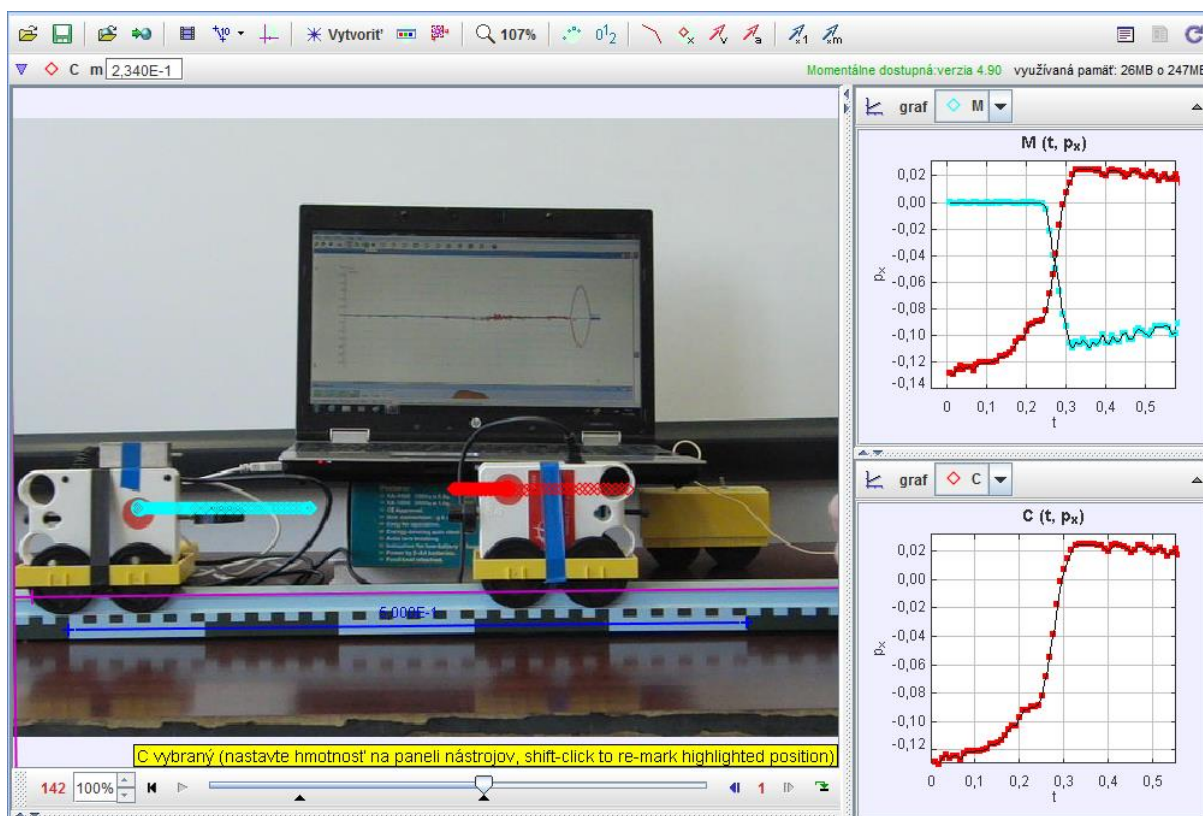 107% Vytvoriť
C m 2,340E-1 Momentálne dostupná:verzia 4.90 využívaná pamäť: 26MB o 247MB
graf M
M (t, pₓ)
0,02
0,00
-0,02
-0,04
-0,06
-0,08
-0,10
-0,12
-0,14
pₓ
0 0,1 0,2 0,3 0,4 0,5
t
5,000E-1
graf C
C (t, pₓ)
0,02
0,00
-0,02
-0,04
-0,06
-0,08
-0,10
-0,12
pₓ
0 0,1 0,2 0,3 0,4 0,5
t
C vybraný (nastavte hmotnosť na paneli nástrojov, shift-click to re-mark highlighted position)
142 100% 1